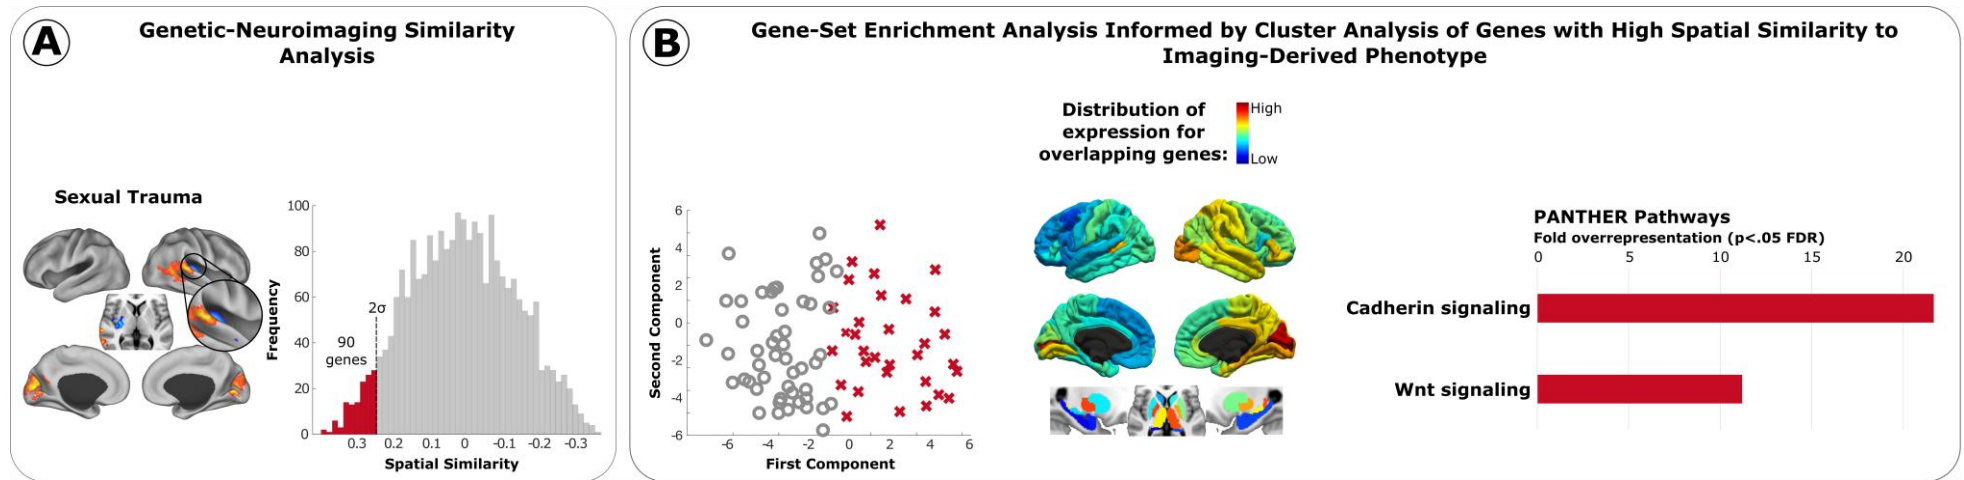 A
Genetic-Neuroimaging Similarity
Analysis
Sexual Trauma
Frequency
100
80
60
40
20
0
2σ
90
genes
0.3 0.2 0.1 0 -0.1 -0.2 -0.3
Spatial Similarity
B
Gene-Set Enrichment Analysis Informed by Cluster Analysis of Genes with High Spatial Similarity to
Imaging-Derived Phenotype
Second Component
6
4
2
0
-2
-4
-6
-6 -4 -2 0 2 4 6
First Component
Distribution of
expression for
overlapping genes:
High
Low
PANTHER Pathways
Fold overrepresentation (p<.05 FDR)
0 5 10 15 20
Cadherin signaling
Wnt signaling